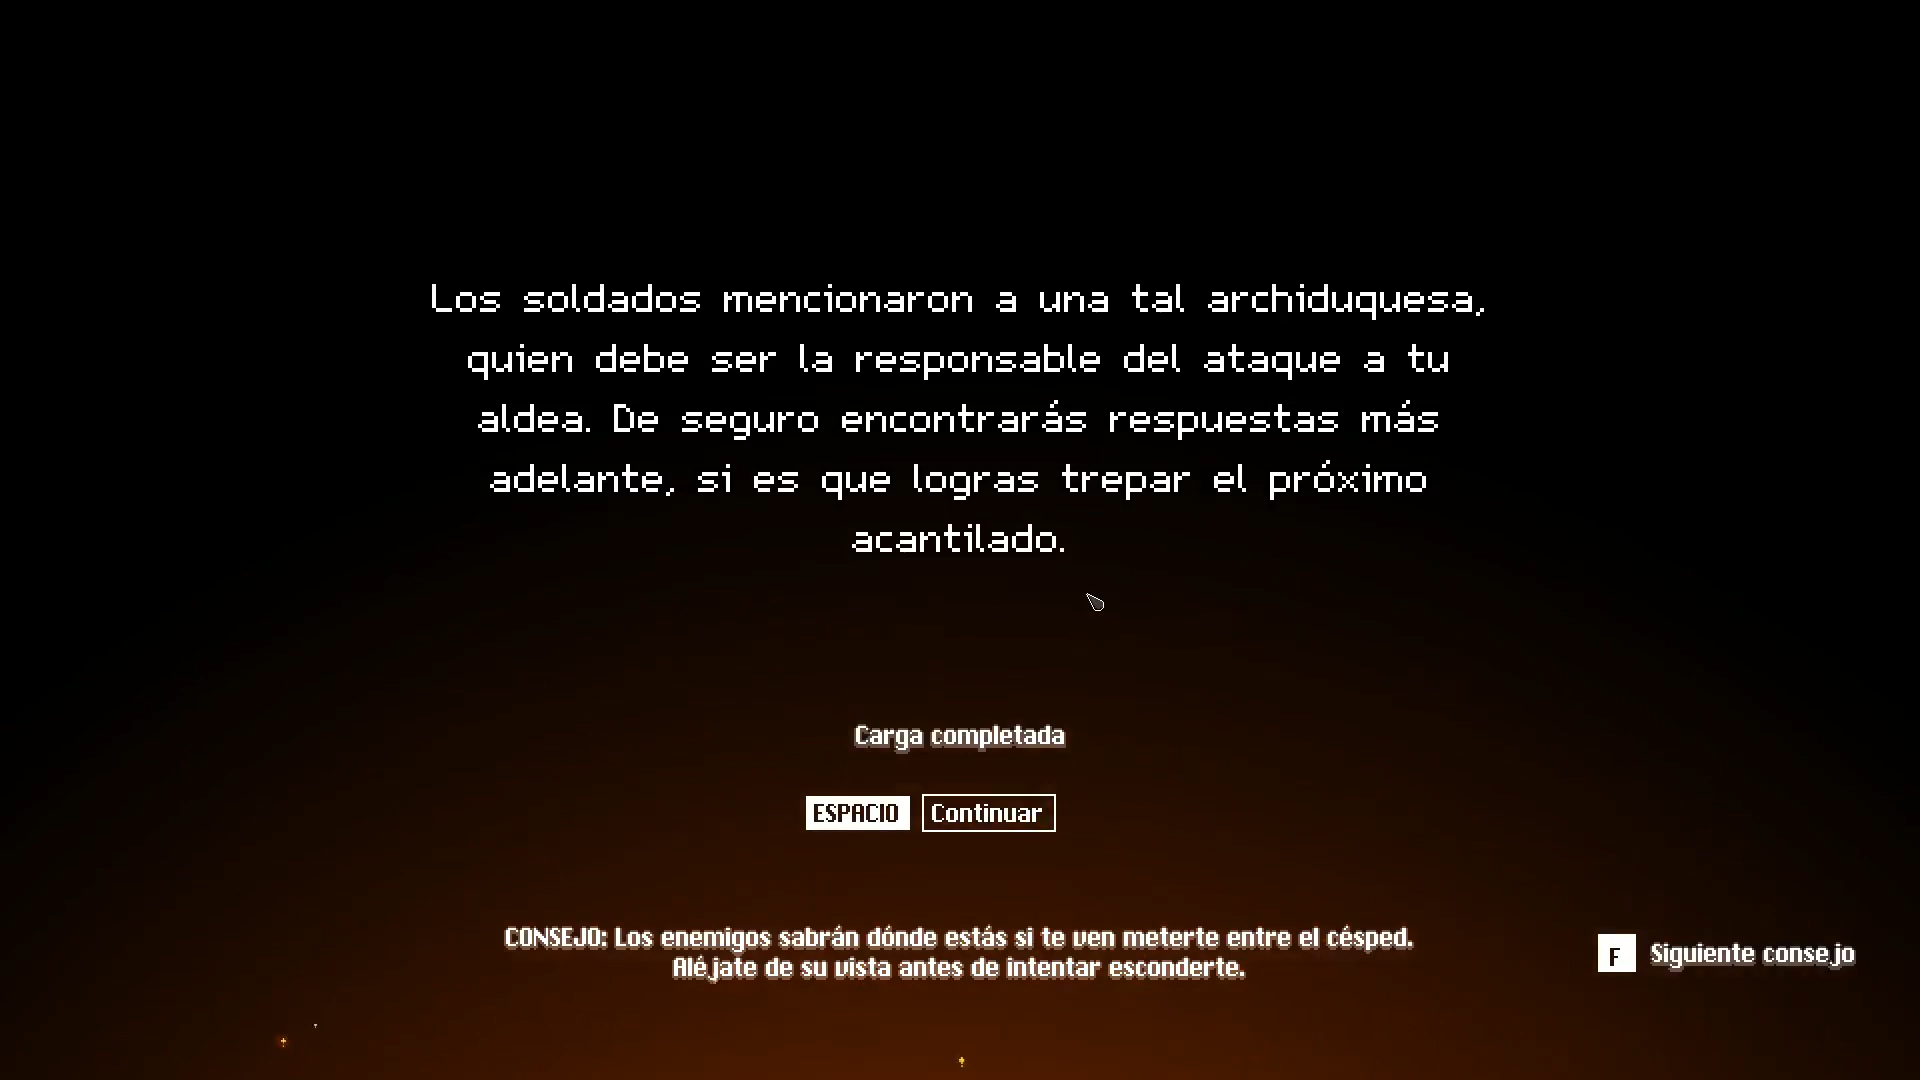 Los soldados mencionaron a una tal archiduquesa,
quien debe ser la responsable del ataque a tu
aldea. De seguro encontrarás respuestas más
adelante, si es que logras trepar el próximo
acantilado.
Carga completada
ESPACIO Continuar
CONSEJO: Los enemigos sabrán dónde estás si te ven meterte entre el césped.
Aléjate de su vista antes de intentar esconderte.
F Siguiente consejo